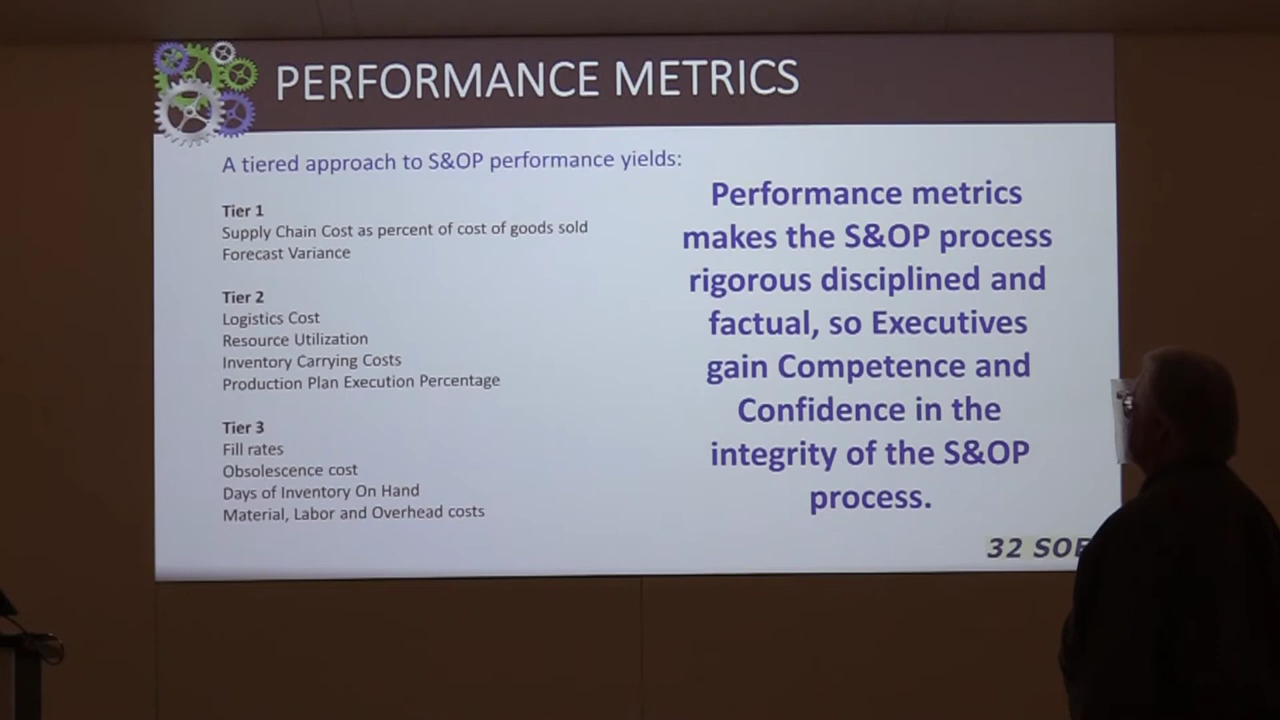 PERFORMANCE METRICS
A tiered approach to S&OP performance yields:
Tier 1
Supply Chain Cost as percent of cost of goods sold
Forecast Variance
Tier 2
Logistics Cost
Resource Utilization
Inventory Carrying Costs
Production Plan Execution Percentage
Tier 3
Fill rates
Obsolescence cost
Days of Inventory On Hand
Material, Labor and Overhead costs
Performance metrics
makes the S&OP process
rigorous disciplined and
factual, so Executives
gain Competence and
Confidence in the
integrity of the S&OP
process.
32